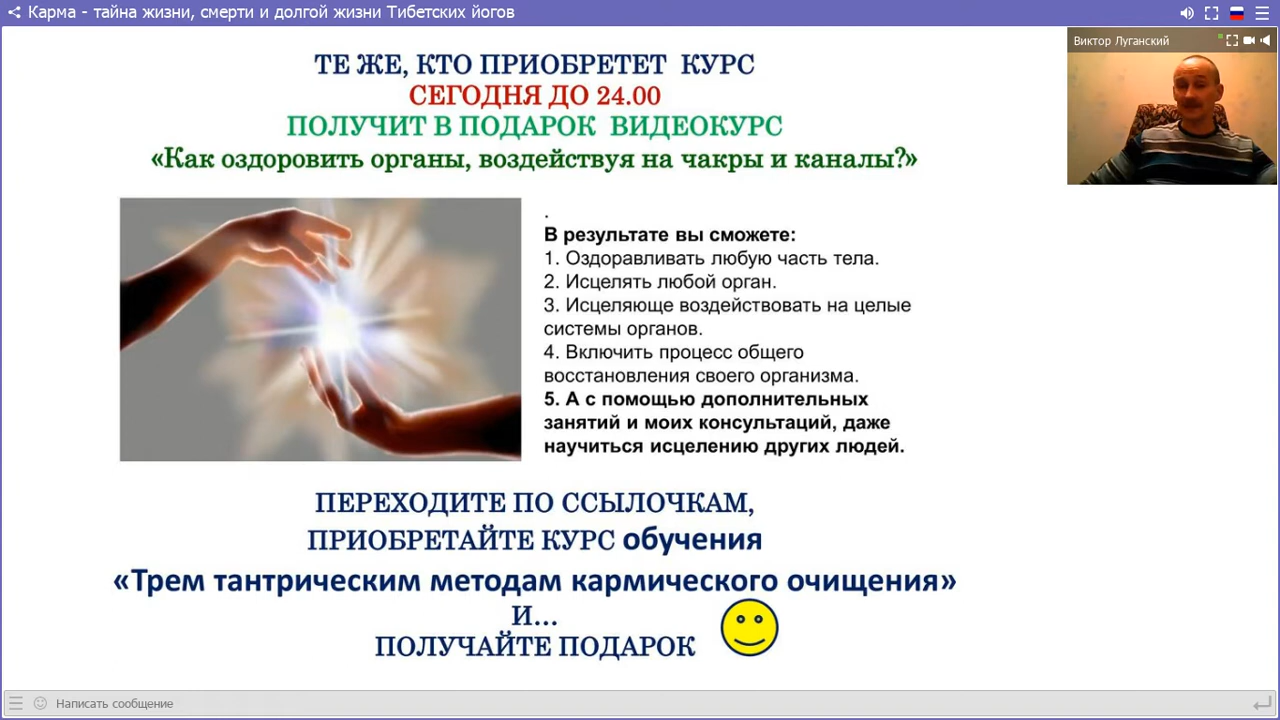 Карма - тайна жизни, смерти и долгой жизни Тибетских йогов
Виктор Луганский
ТЕ ЖЕ, КТО ПРИОБРЕТЕТ КУРС
СЕГОДНЯ ДО 24.00
ПОЛУЧИТ В ПОДАРОК ВИДЕОКУРС
«Как оздоровить органы, воздействуя на чакры и каналы?»
.
В результате вы сможете:
1. Оздоравливать любую часть тела.
2. Исцелять любой орган.
3. Исцеляюще воздействовать на целые
системы органов.
4. Включить процесс общего
восстановления своего организма.
5. А с помощью дополнительных
занятий и моих консультаций, даже
научиться исцелению других людей.
ПЕРЕХОДИТЕ ПО ССЫЛОЧКАМ,
ПРИОБРЕТАЙТЕ КУРС обучения
«Трем тантрическим методам кармического очищения»
И...
ПОЛУЧАЙТЕ ПОДАРОК
Написать сообщение